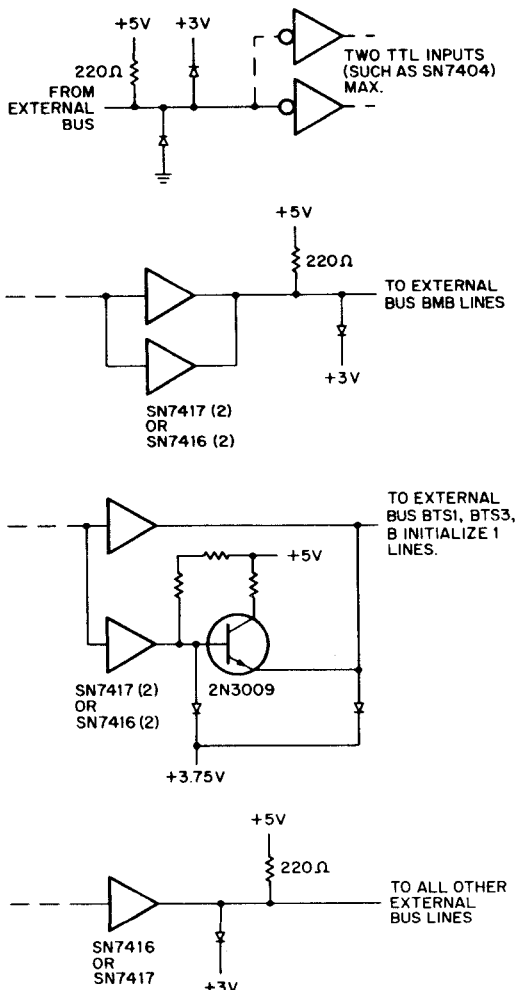 +5V
+3V
220Ω
FROM
EXTERNAL
BUS
TWO TTL INPUTS
(SUCH AS SN7404)
MAX.
+5V
220Ω
TO EXTERNAL
BUS BMB LINES
+3V
SN7417 (2)
OR
SN7416 (2)
TO EXTERNAL
BUS BTS1, BTS3,
B INITIALIZE 1
LINES.
+5V
2N3009
SN7417 (2)
OR
SN7416 (2)
+3.75V
+5V
220Ω
TO ALL OTHER
EXTERNAL
BUS LINES
SN7416
OR
SN7417
+3V